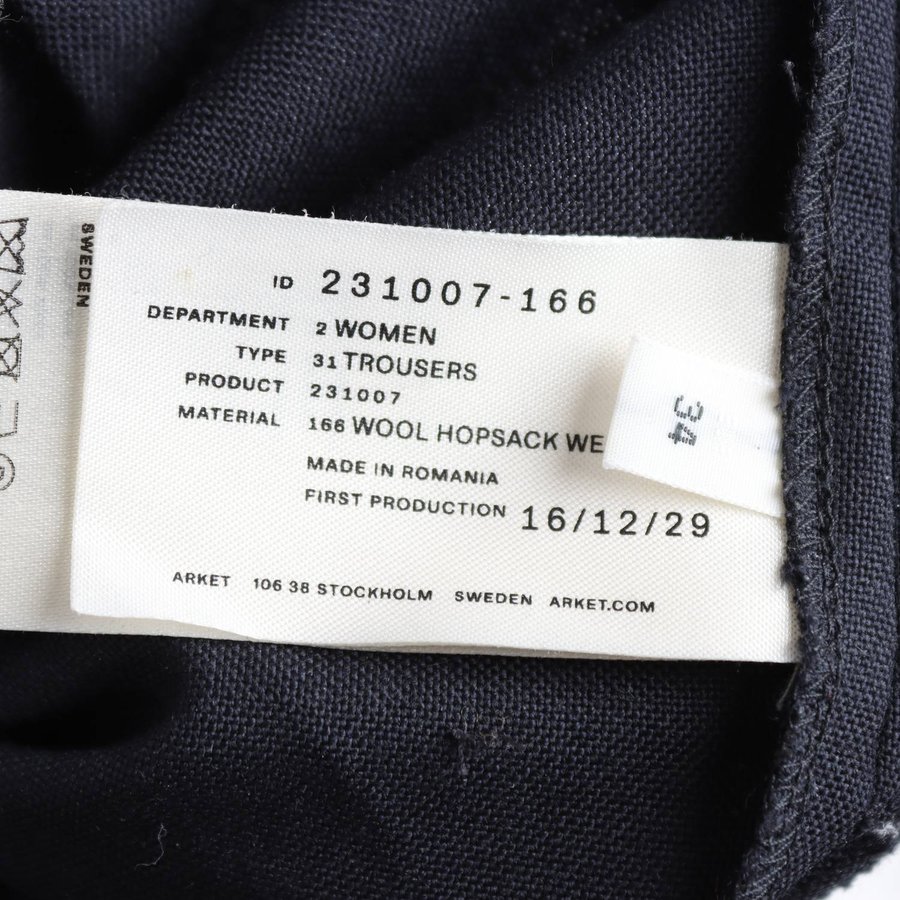 SWEDEN
ID 231007-166
DEPARTMENT 2 WOMEN
TYPE 31 TROUSERS
PRODUCT 231007
MATERIAL 166 WOOL HOPSACK WE
MADE IN ROMANIA
FIRST PRODUCTION 16/12/29
ARKET 106 38 STOCKHOLM SWEDEN ARKET.COM